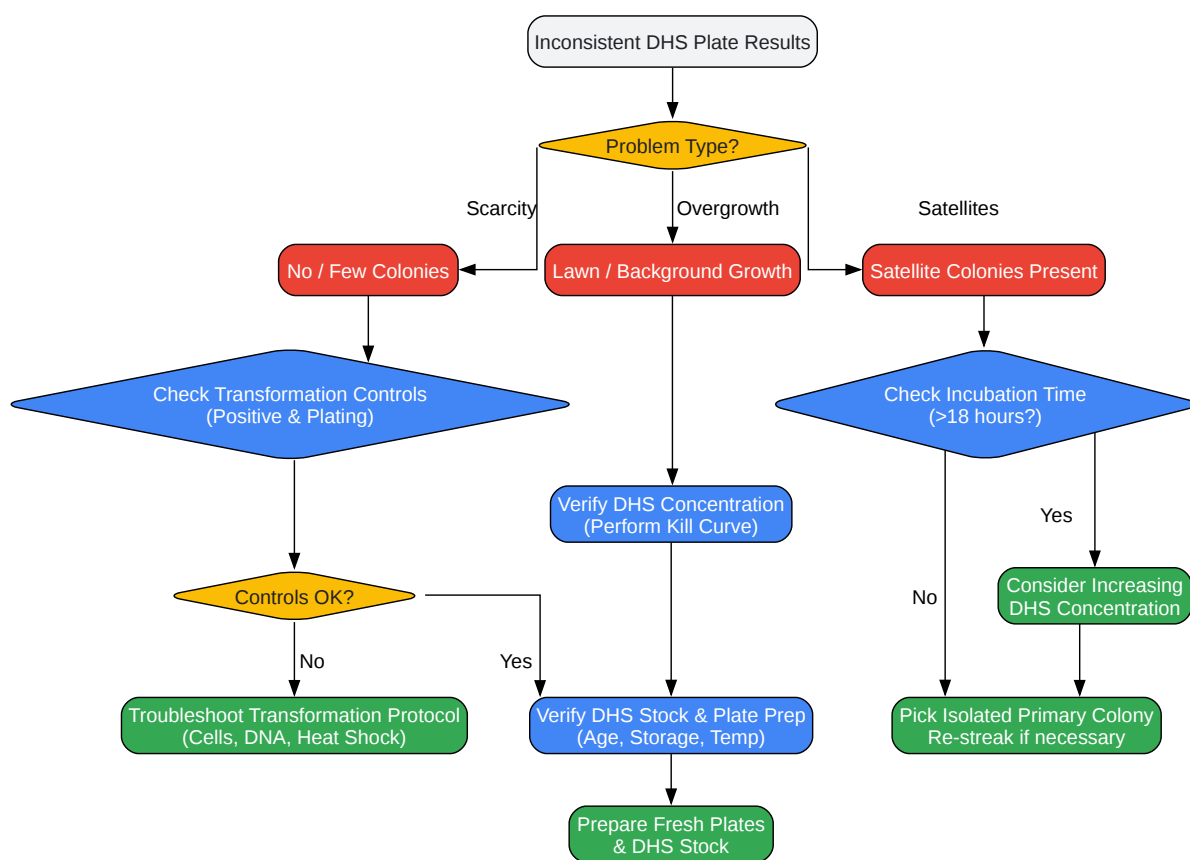 Inconsistent DHS Plate Results
Problem Type?
Scarcity
Overgrowth
Satellites
No / Few Colonies
Lawn / Background Growth
Satellite Colonies Present
Check Transformation Controls
(Positive & Plating)
Check Incubation Time
(>18 hours?)
Verify DHS Concentration
(Perform Kill Curve)
Yes
Controls OK?
No
Consider Increasing
DHS Concentration
No
Yes
Troubleshoot Transformation Protocol
(Cells, DNA, Heat Shock)
Verify DHS Stock & Plate Prep
(Age, Storage, Temp)
Pick Isolated Primary Colony
Re-streak if necessary
Prepare Fresh Plates
& DHS Stock